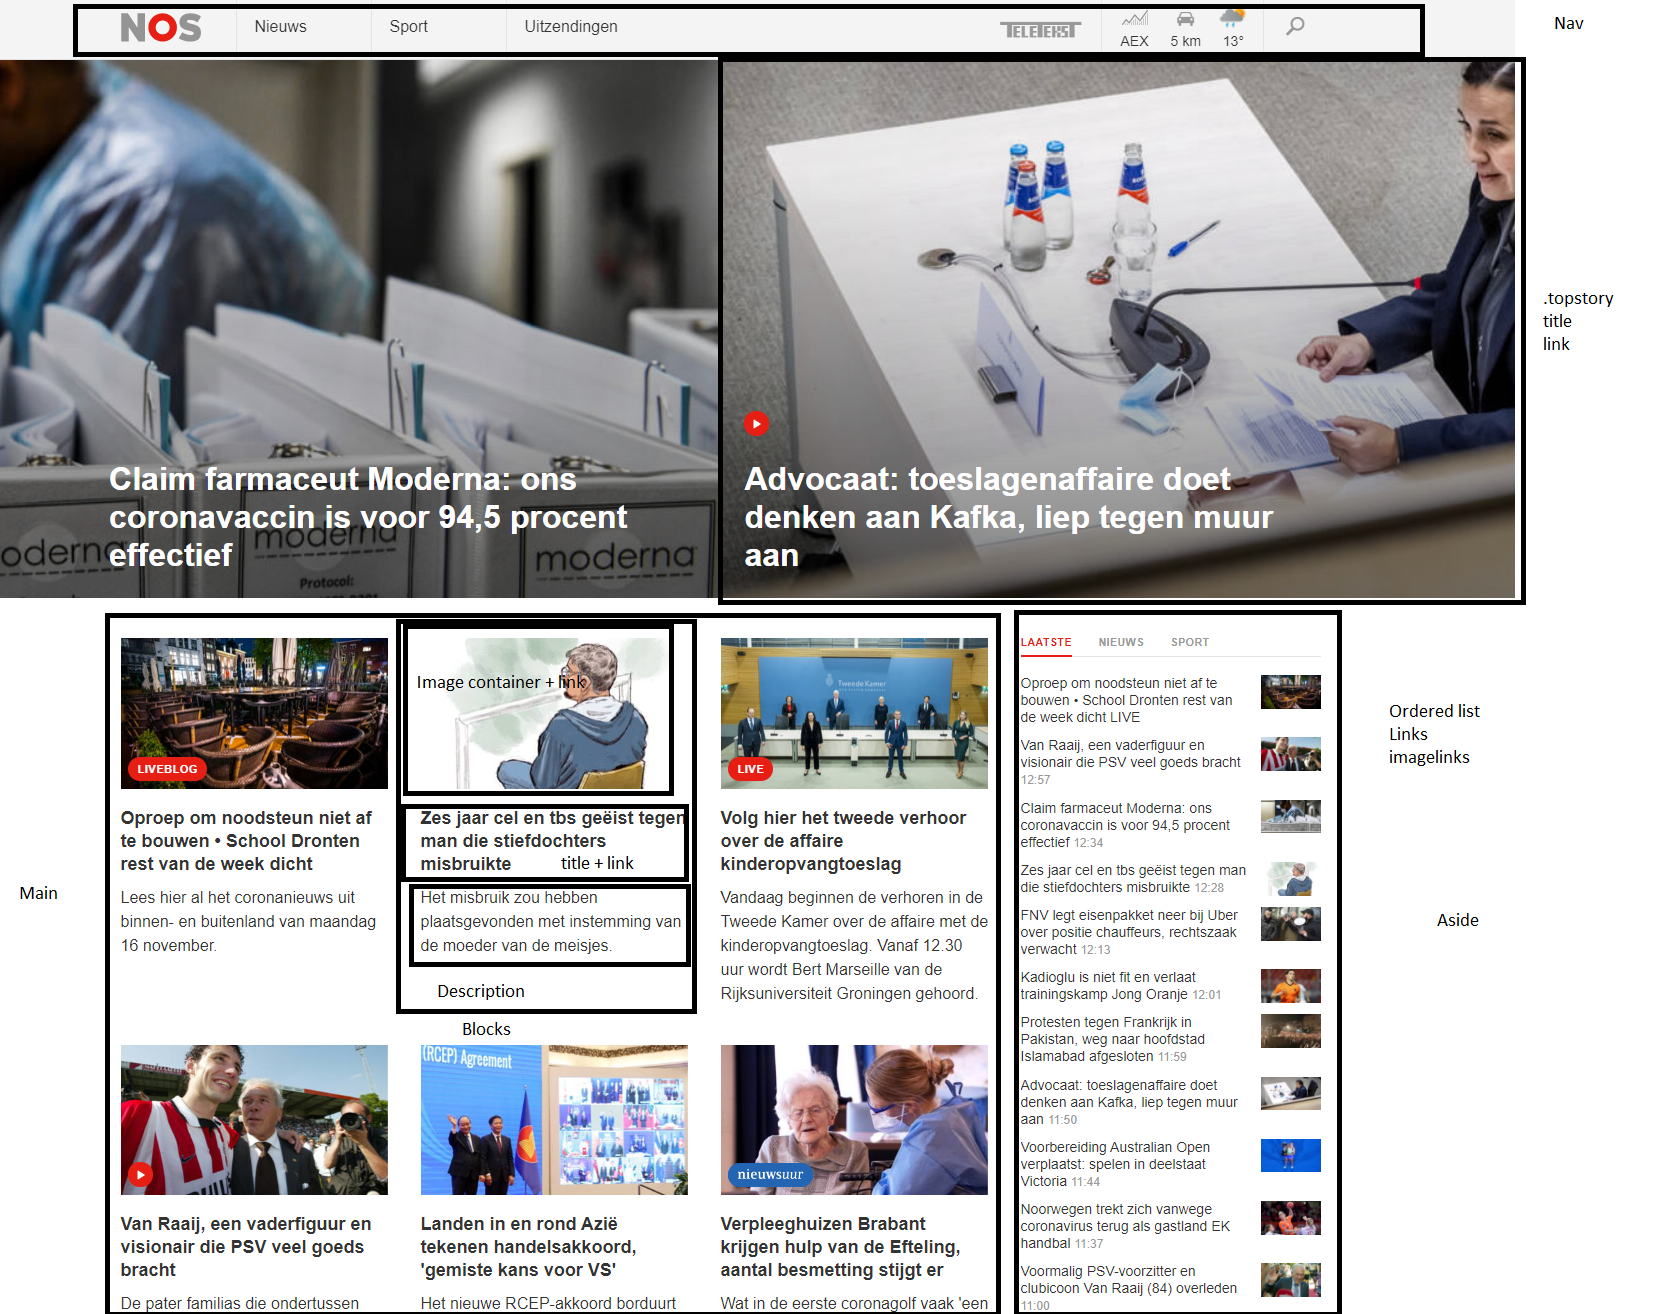 NOS
Nieuws
Sport
Uitzendingen
TELETEKST
AEX
5 km
13°
Nav
.topstory
title
link
Claim farmaceut Moderna: ons
coronavaccin is voor 94,5 procent
effectief
oderna
moderna
moderna
Protocol:
Advocaat: toeslagenaffaire doet
denken aan Kafka, liep tegen muur
aan
Main
LIVEBLOG
Oproep om noodsteun niet af
te bouwen • School Dronten
rest van de week dicht
Lees hier al het coronanieuws uit
binnen- en buitenland van maandag
16 november.
Image container + link
Zes jaar cel en tbs geëist tegen
man die stiefdochters
misbruikte
title + link
Het misbruik zou hebben
plaatsgevonden met instemming van
de moeder van de meisjes.
Description
Blocks
Tweede Kamer
LIVE
Volg hier het tweede verhoor
over de affaire
kinderopvangtoeslag
Vandaag beginnen de verhoren in de
Tweede Kamer over de affaire met de
kinderopvangtoeslag. Vanaf 12.30
uur wordt Bert Marseille van de
Rijksuniversiteit Groningen gehoord.
Van Raaij, een vaderfiguur en
visionair die PSV veel goeds
bracht
De pater familias die ondertussen
(RCEP) Agreement
Landen in en rond Azië
tekenen handelsakkoord,
'gemiste kans voor VS'
Het nieuwe RCEP-akkoord borduurt
nieuwsuur
Verpleeghuizen Brabant
krijgen hulp van de Efteling,
aantal besmetting stijgt er
Wat in de eerste coronagolf vaak 'een
LAATSTE
NIEUWS
SPORT
Oproep om noodsteun niet af te
bouwen • School Dronten rest van
de week dicht LIVE
Van Raaij, een vaderfiguur en
visionair die PSV veel goeds bracht
12:57
Claim farmaceut Moderna: ons
coronavaccin is voor 94,5 procent
effectief 12:34
Zes jaar cel en tbs geëist tegen man
die stiefdochters misbruikte 12:28
FNV legt eisenpakket neer bij Uber
over positie chauffeurs, rechtszaak
verwacht 12:13
Kadioglu is niet fit en verlaat
trainingskamp Jong Oranje 12:01
Protesten tegen Frankrijk in
Pakistan, weg naar hoofdstad
Islamabad afgesloten 11:59
Advocaat: toeslagenaffaire doet
denken aan Kafka, liep tegen muur
aan 11:50
Voorbereiding Australian Open
verplaatst: spelen in deelstaat
Victoria 11:44
Noorwegen trekt zich vanwege
coronavirus terug als gastland EK
handbal 11:37
Voormalig PSV-voorzitter en
clubicoon Van Raaij (84) overleden
11:00
Ordered list
Links
imagelinks
Aside